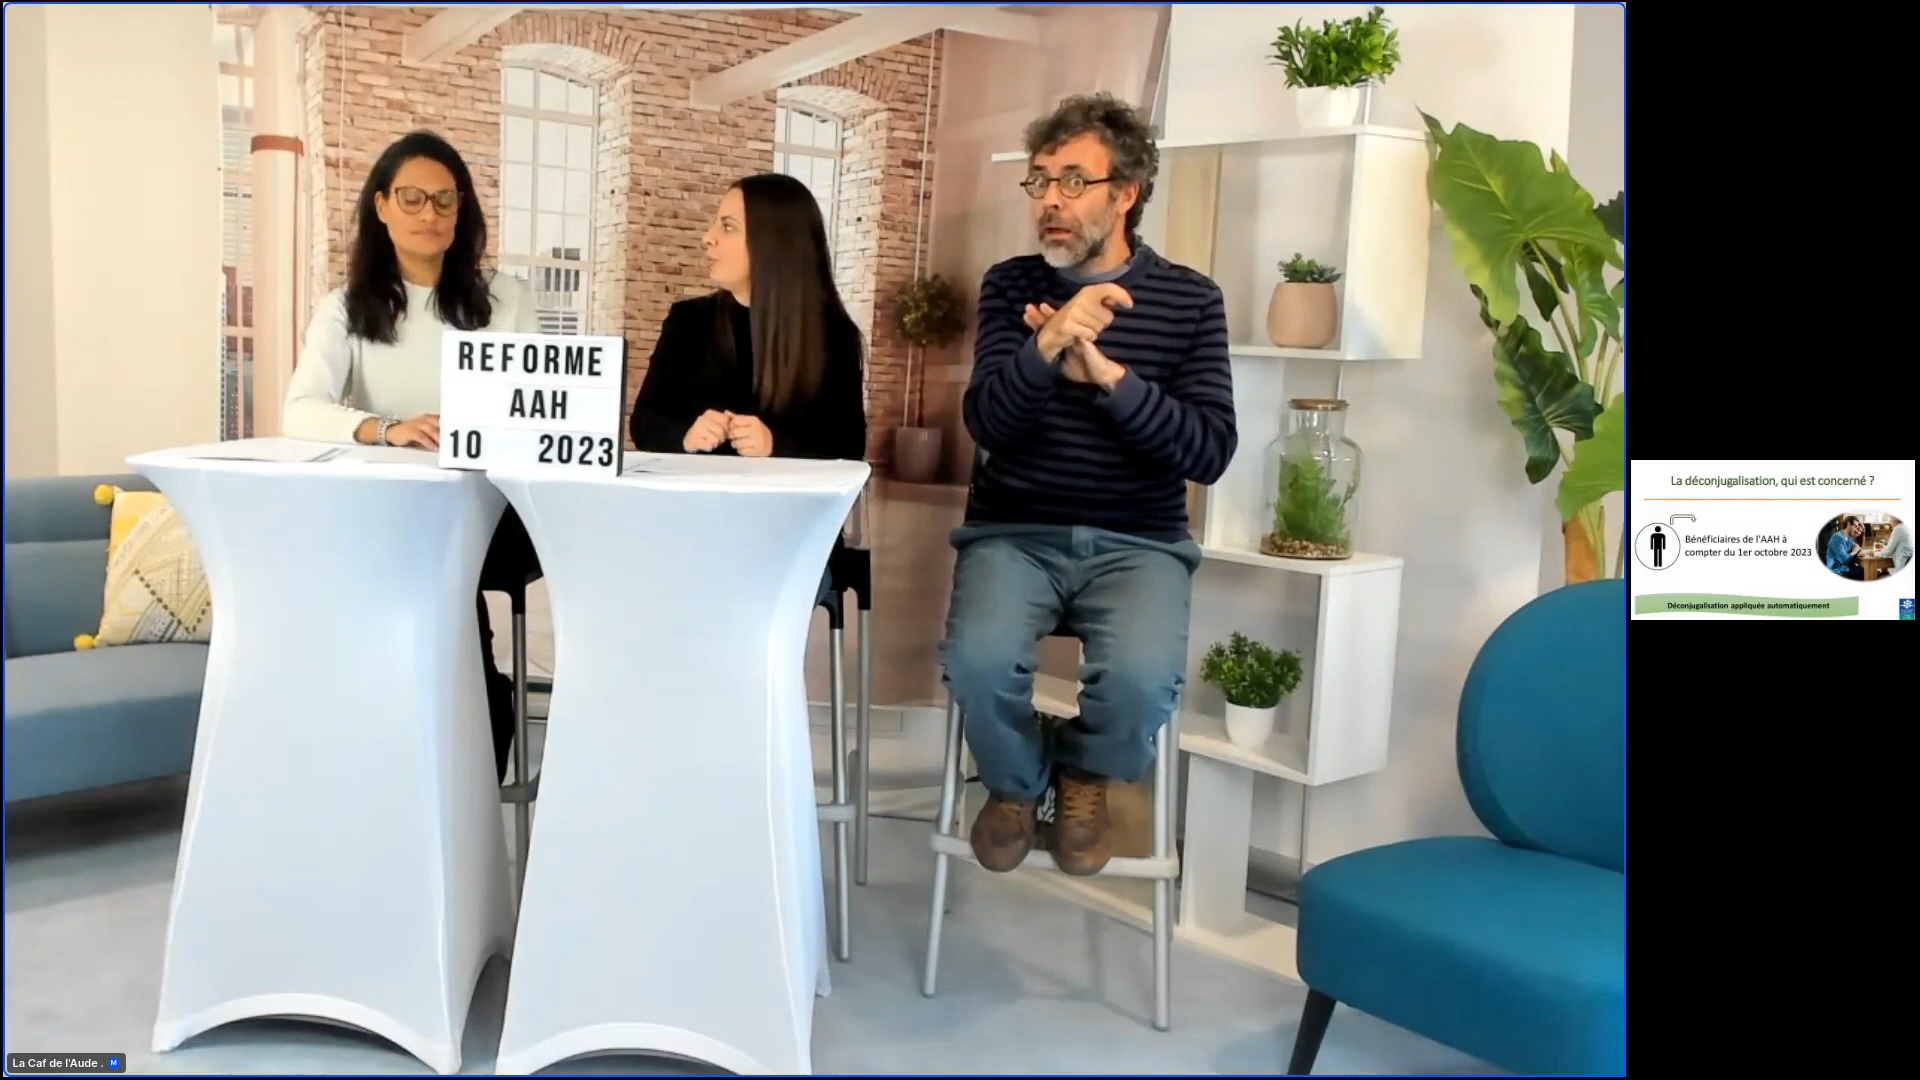 REFORME
AAH
10 2023
La Caf de l'Aude .
M
La déconjugalisation, qui est concerné ?
Bénéficiaires de l'AAH à
compter du 1er octobre 2023
Déconjugalisation appliquée automatiquement